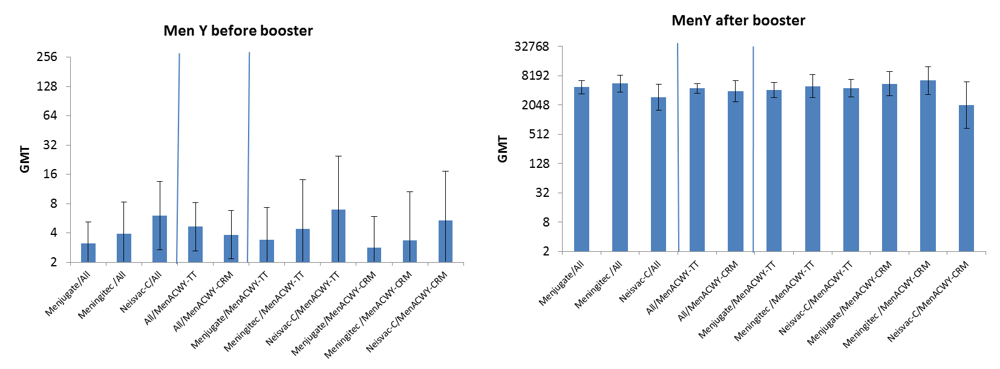 Men Y before booster
256
128
64
32
16
8
4
2
GMT
Menjugate/All
Meningitec /All
Neisvac-C/All
All/MenACWY-TT
All/MenACWY-CRM
Menjugate/MenACWY-TT
Meningitec /MenACWY-TT
Neisvac-C/MenACWY-TT
Menjugate/MenACWY-CRM
Meningitec /MenACWY-CRM
Neisvac-C/MenACWY-CRM
MenY after booster
32768
8192
2048
512
128
32
8
2
GMT
Menjugate/All
Meningitec /All
Neisvac-C/All
All/MenACWY-TT
All/MenACWY-CRM
Menjugate/MenACWY-TT
Meningitec /MenACWY-TT
Neisvac-C/MenACWY-TT
Menjugate/MenACWY-CRM
Meningitec /MenACWY-CRM
Neisvac-C/MenACWY-CRM